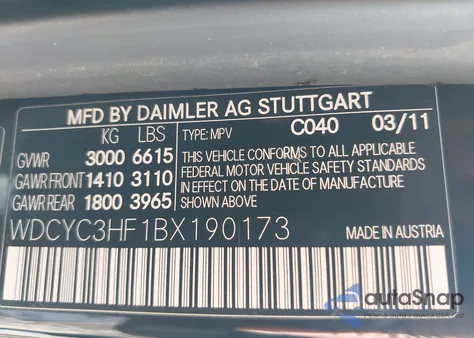 MFD BY DAIMLER AG STUTTGART
KG LBS TYPE: MPV C040 03/11
GVWR 3000 6615
GAWR FRONT 1410 3110
GAWR REAR 1800 3965
THIS VEHICLE CONFORMS TO ALL APPLICABLE
FEDERAL MOTOR VEHICLE SAFETY STANDARDS
IN EFFECT ON THE DATE OF MANUFACTURE
SHOWN ABOVE.
WDCYC3HF1BX190173 MADE IN AUSTRIA
autoSnap